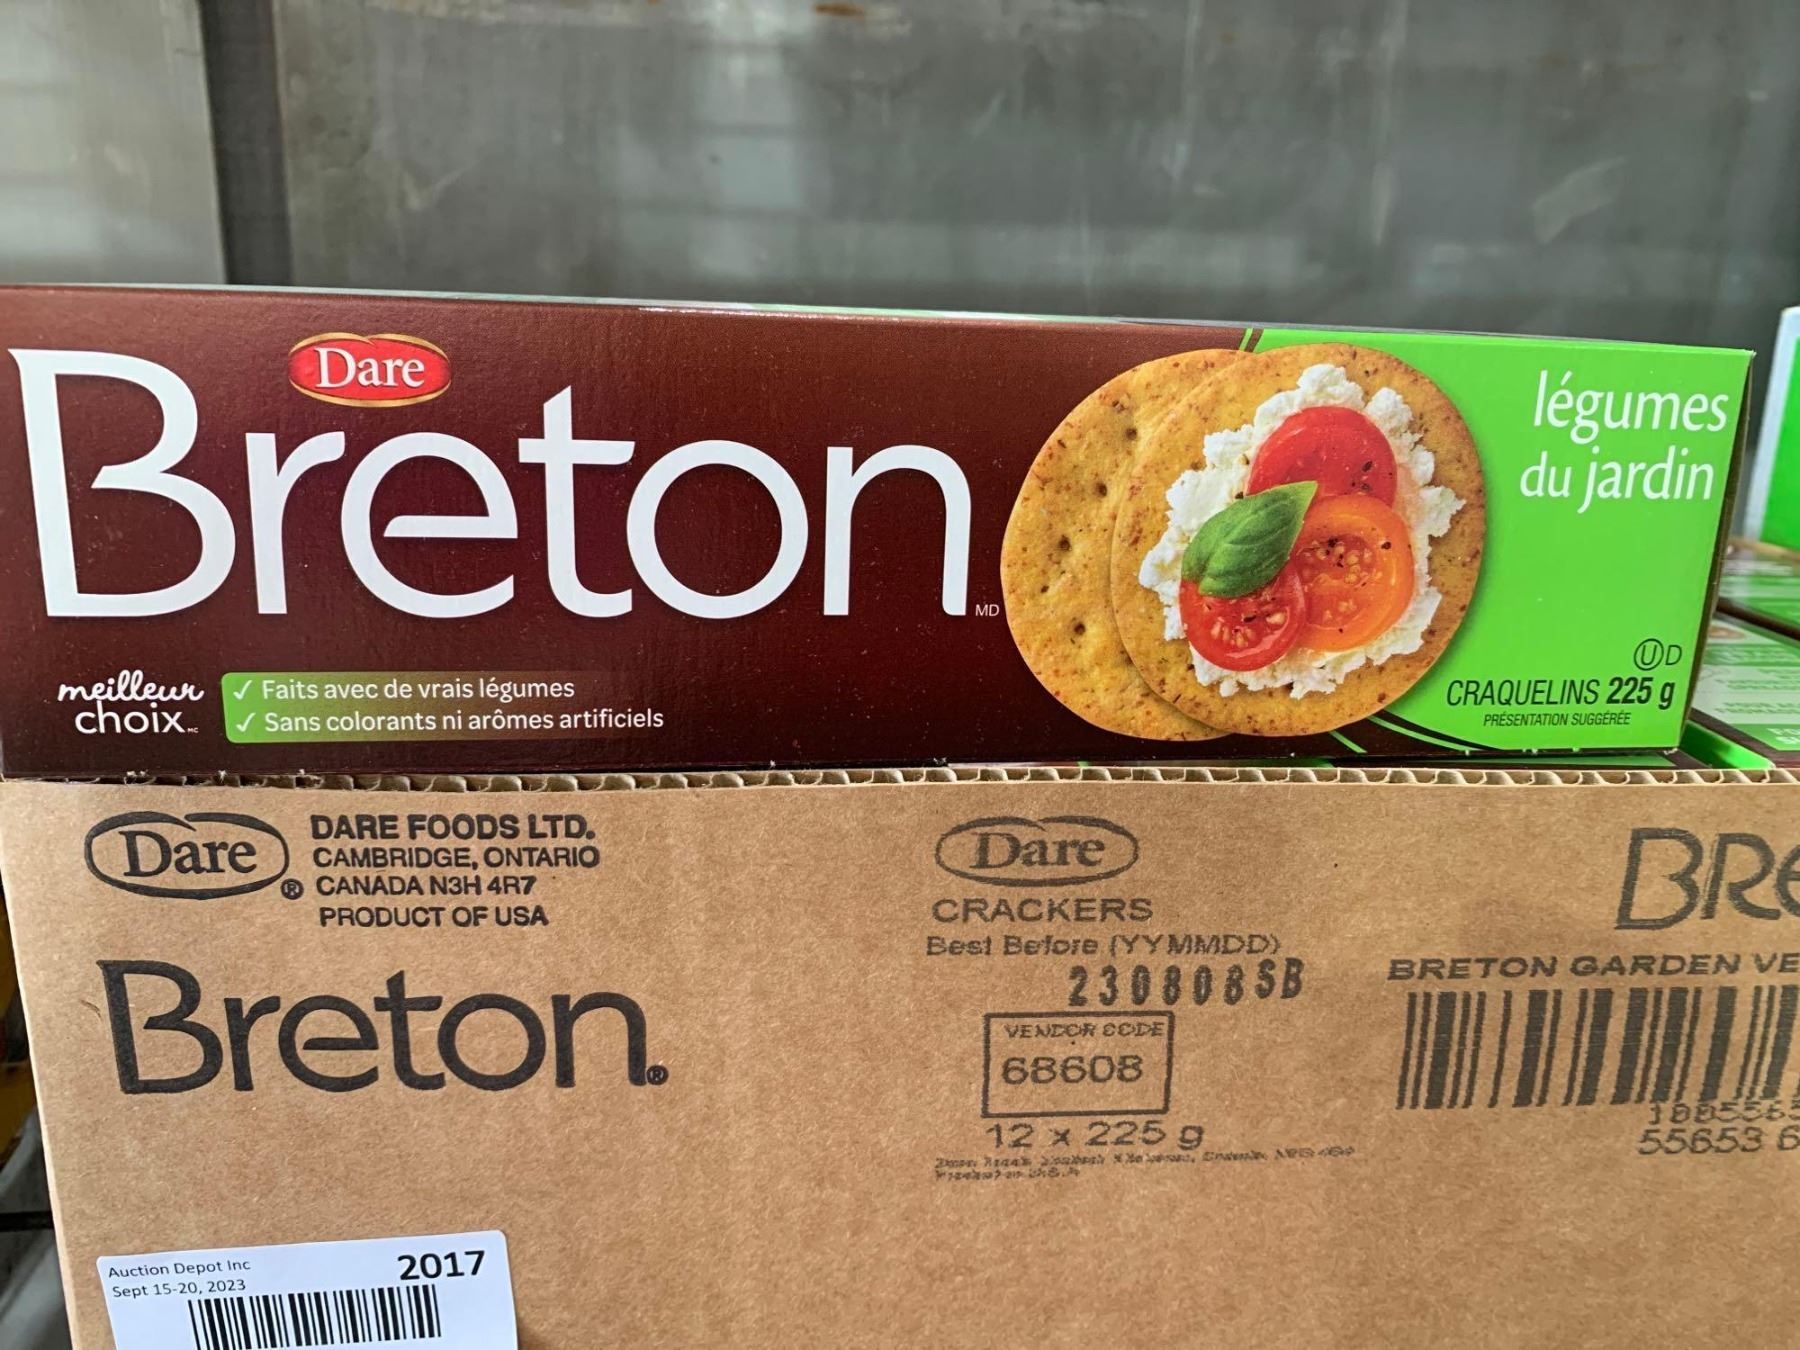 Dare
Breton
MD
légumes
du jardin
meilleur
choix
MC
✓ Faits avec de vrais légumes
✓ Sans colorants ni arômes artificiels
U D
CRAQUELINS 225 g
PRÉSENTATION SUGGÉRÉE
Dare ®
DARE FOODS LTD.
CAMBRIDGE, ONTARIO
CANADA N3H 4R7
PRODUCT OF USA
Breton®
Dare
CRACKERS
Best Before (YYMMDD)
230808SB
VENDOR CODE
68608
12 x 225 g
BRE
BRETON GARDEN VE
55653 6
Auction Depot Inc
Sept 15-20, 2023
2017